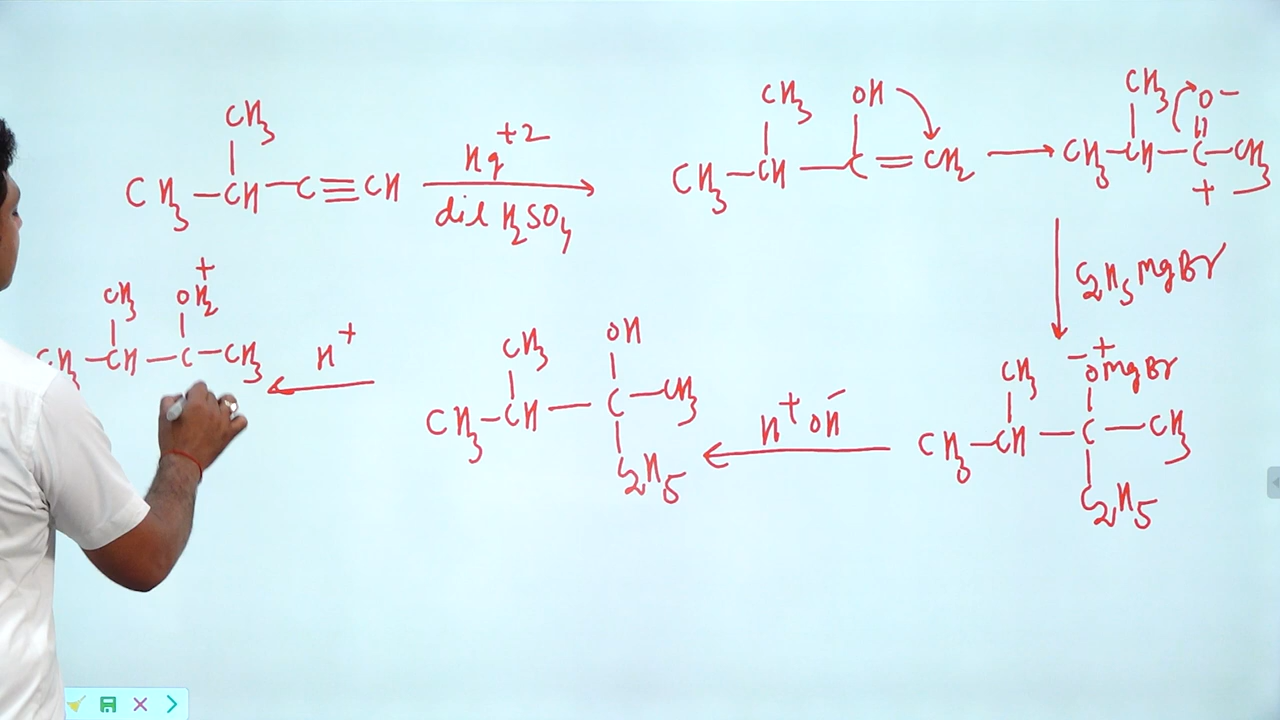 CH3
CH3-CH-C≡CH
Hg+2
dil H2SO4
CH3 OH
CH3-CH-C=CH2
CH3 O-
CH3-CH-C-CH3
+
C2H5MgBr
CH3 OH2+
CH3-CH-C-CH3
H+
CH3 OH
CH3-CH-C-CH3
C2H5
H+OH-
CH3 -+
OMgBr
CH3-CH-C-CH3
C2H5